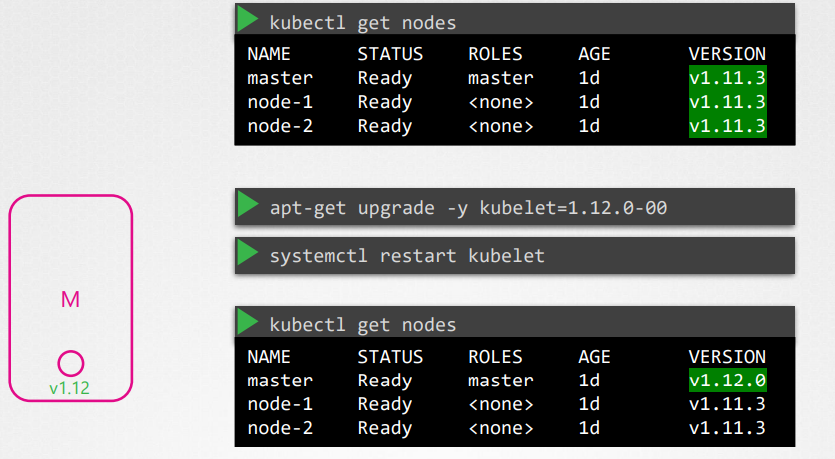 kubectl get nodes
NAME STATUS ROLES AGE VERSION
master Ready master 1d v1.11.3
node-1 Ready <none> 1d v1.11.3
node-2 Ready <none> 1d v1.11.3
apt-get upgrade -y kubelet=1.12.0-00
systemctl restart kubelet
M
v1.12
kubectl get nodes
NAME STATUS ROLES AGE VERSION
master Ready master 1d v1.12.0
node-1 Ready <none> 1d v1.11.3
node-2 Ready <none> 1d v1.11.3